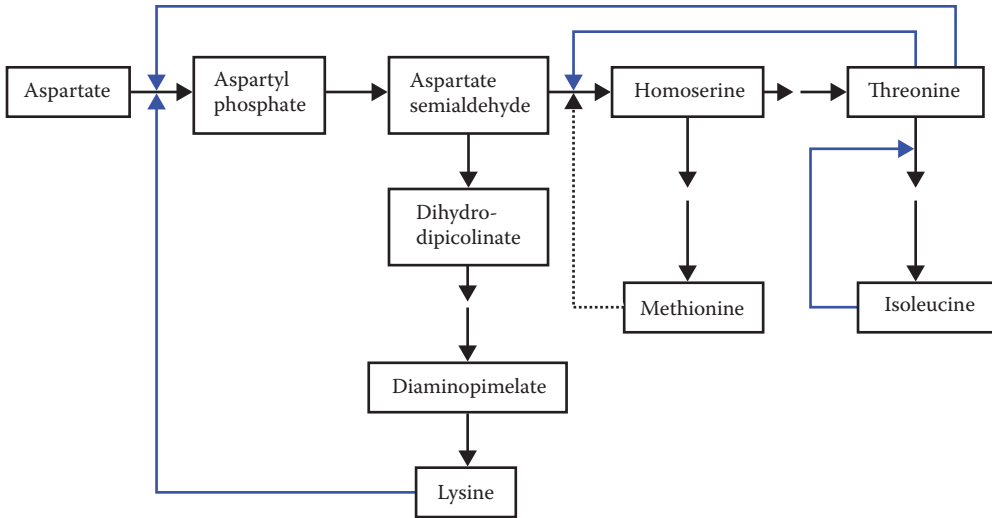 Aspartate
Aspartyl
phosphate
Aspartate
semialdehyde
Homoserine
Threonine
Dihydro-
dipicolinate
Methionine
Isoleucine
Diaminopimelate
Lysine